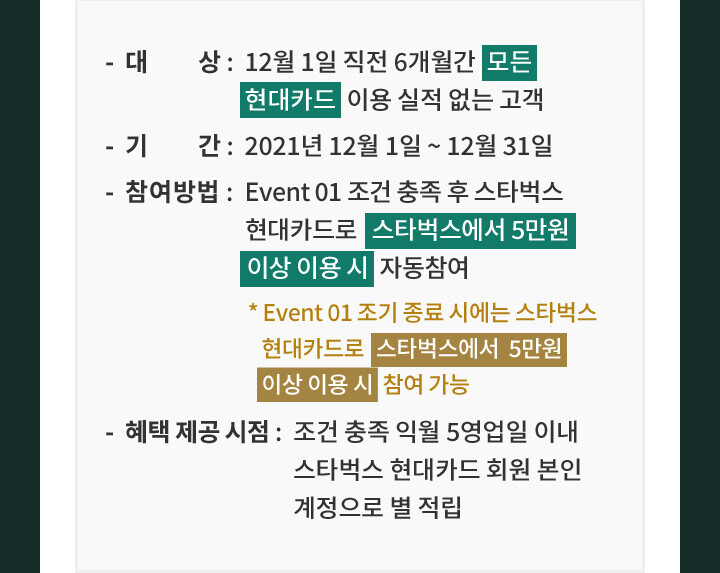 - 대 상 : 12월 1일 직전 6개월간 모든
현대카드 이용 실적 없는 고객
- 기 간 : 2021년 12월 1일 ~ 12월 31일
- 참여방법 : Event 01 조건 충족 후 스타벅스
현대카드로 스타벅스에서 5만원
이상 이용 시 자동참여
* Event 01 조기 종료 시에는 스타벅스
현대카드로 스타벅스에서 5만원
이상 이용 시 참여 가능
- 혜택 제공 시점 : 조건 충족 익월 5영업일 이내
스타벅스 현대카드 회원 본인
계정으로 별 적립